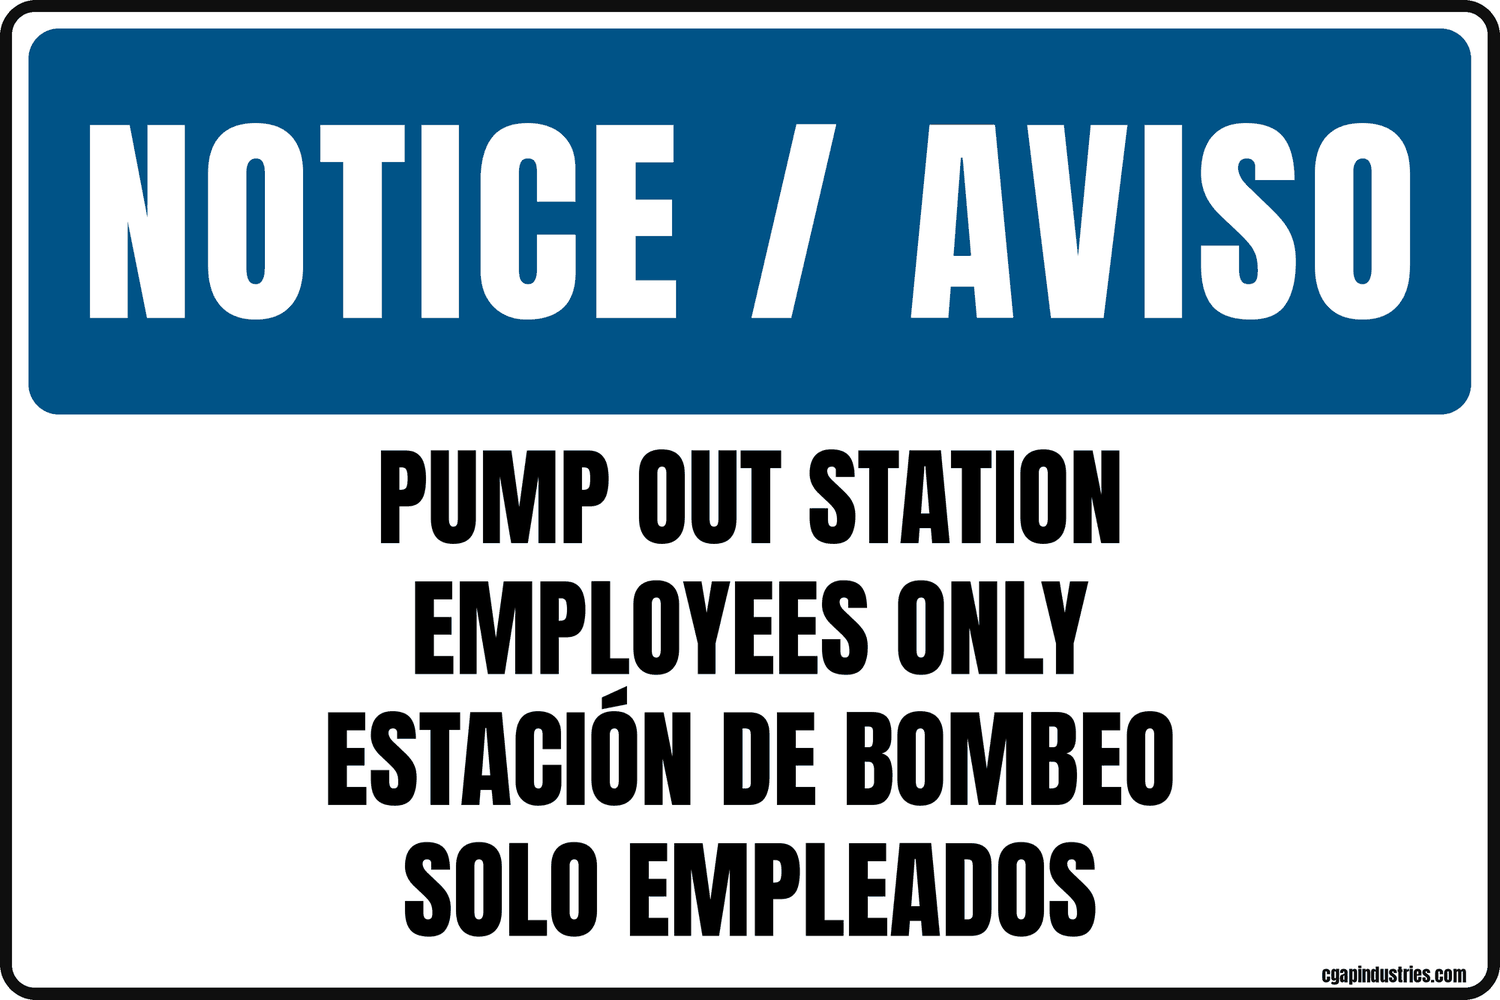 NOTICE / AVISO
PUMP OUT STATION
EMPLOYEES ONLY
ESTACIÓN DE BOMBEO
SOLO EMPLEADOS
cgapindustries.com